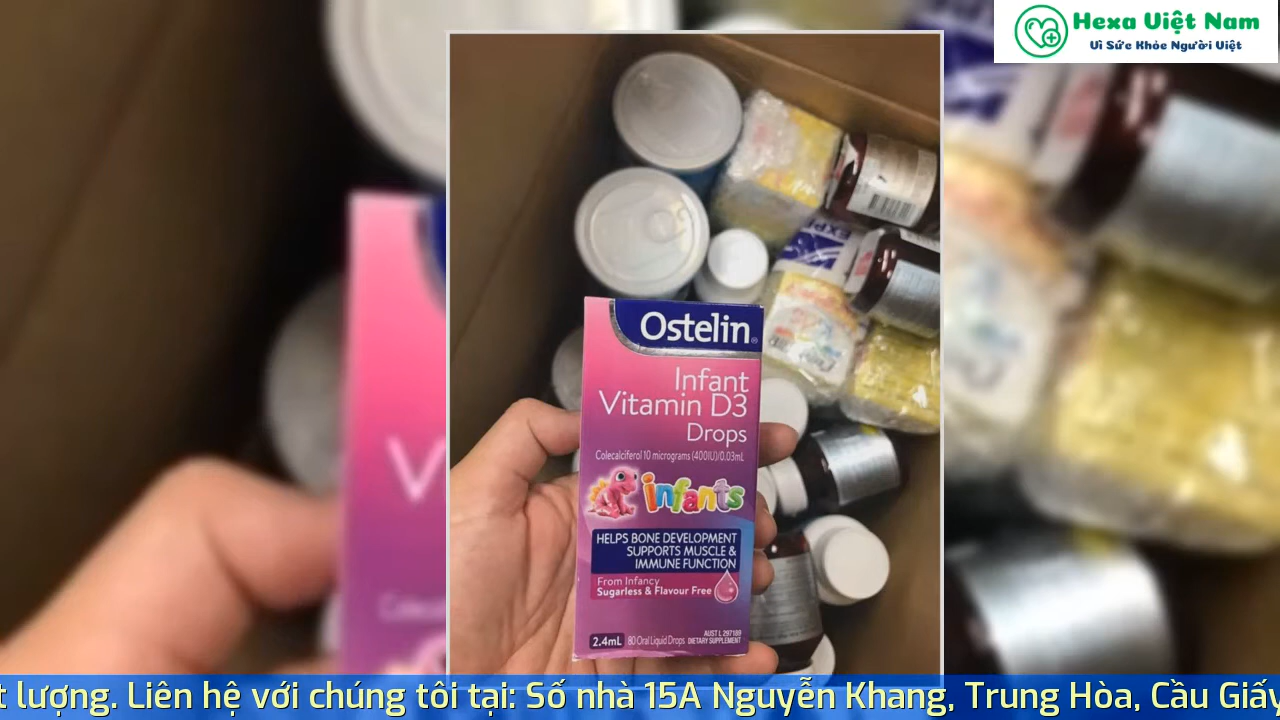 Hexa Việt Nam
Vì Sức Khỏe Người Việt
Ostelin®
Infant
Vitamin D3
Drops
Colecalciferol 10 micrograms (400IU)/0.03mL
infants
HELPS BONE DEVELOPMENT
SUPPORTS MUSCLE &
IMMUNE FUNCTION
From Infancy
Sugarless & Flavour Free
2.4mL 80 Oral Liquid Drops
AUST L 297189
DIETARY SUPPLEMENT
t lượng. Liên hệ với chúng tôi tại: Số nhà 15A Nguyễn Khang, Trung Hòa, Cầu Giấy